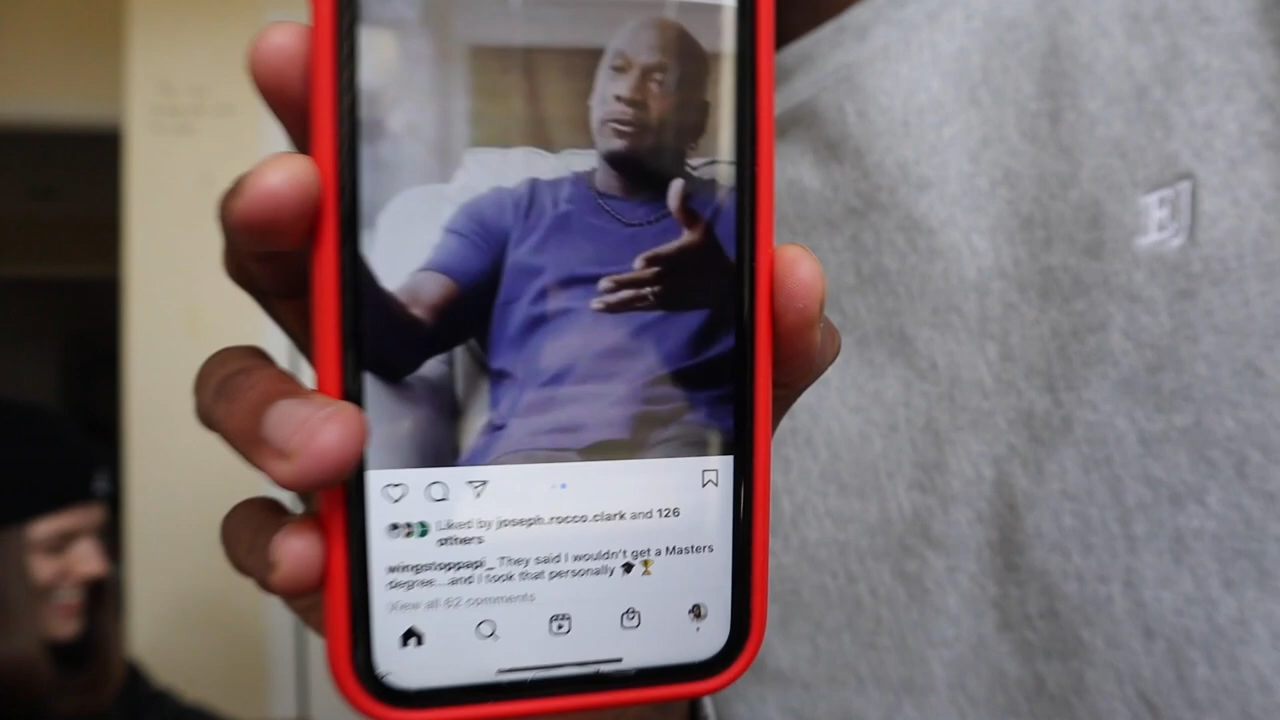 Liked by joseph.rocco.clark and 126
others
wingstoppapi_ They said I wouldn't get a Masters
degree...and I took that personally 🎓🏆
View all 62 comments